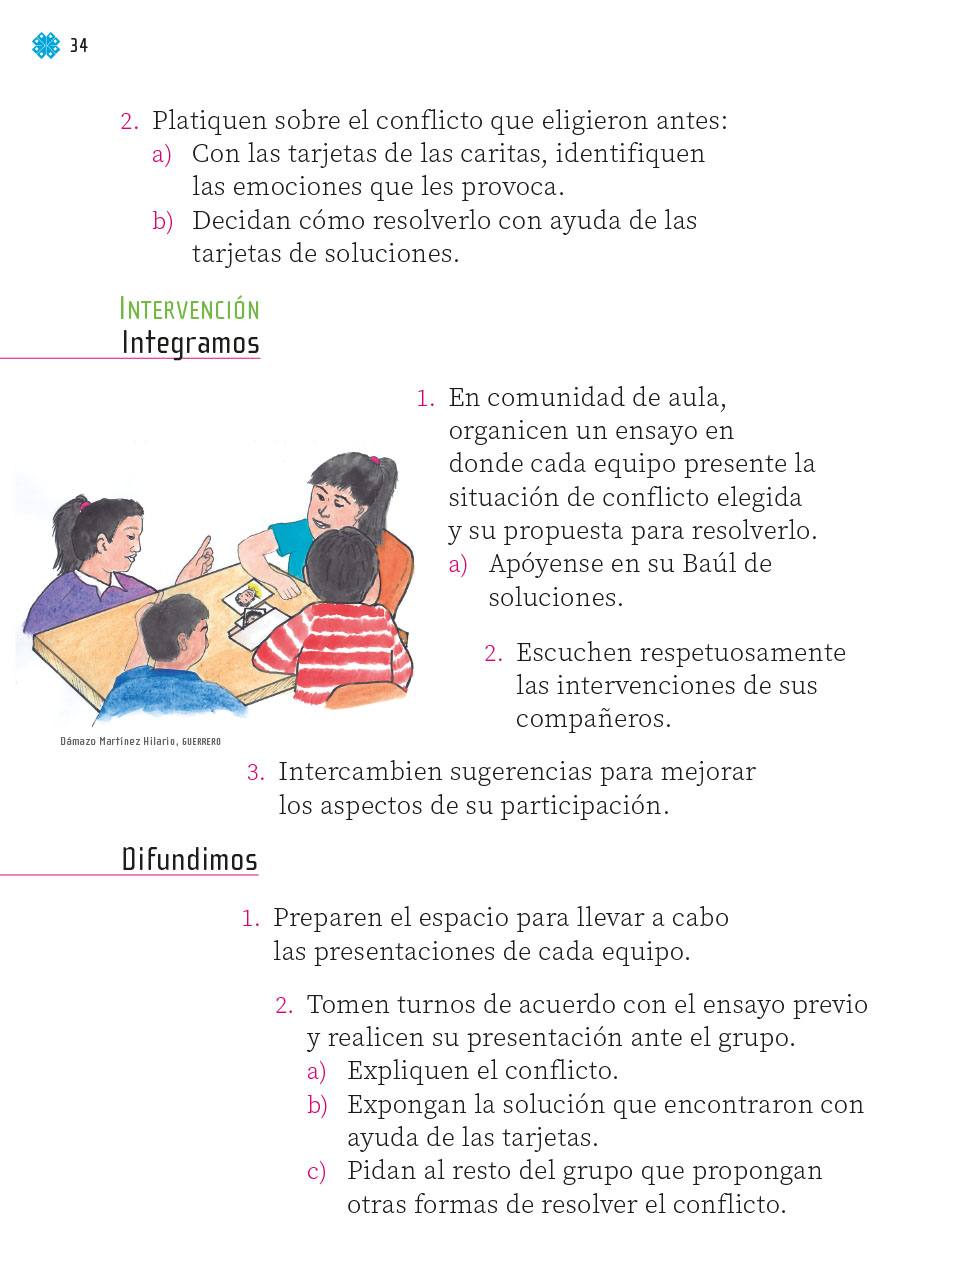 34
2. Platiquen sobre el conflicto que eligieron antes:
a) Con las tarjetas de las caritas, identifiquen
las emociones que les provoca.
b) Decidan cómo resolverlo con ayuda de las
tarjetas de soluciones.
INTERVENCIÓN
Integramos
1. En comunidad de aula,
organicen un ensayo en
donde cada equipo presente la
situación de conflicto elegida
y su propuesta para resolverlo.
a) Apóyense en su Baúl de
soluciones.
2. Escuchen respetuosamente
las intervenciones de sus
compañeros.
Dámazo Martínez Hilario, GUERRERO
3. Intercambien sugerencias para mejorar
los aspectos de su participación.
Difundimos
1. Preparen el espacio para llevar a cabo
las presentaciones de cada equipo.
2. Tomen turnos de acuerdo con el ensayo previo
y realicen su presentación ante el grupo.
a) Expliquen el conflicto.
b) Expongan la solución que encontraron con
ayuda de las tarjetas.
c) Pidan al resto del grupo que propongan
otras formas de resolver el conflicto.